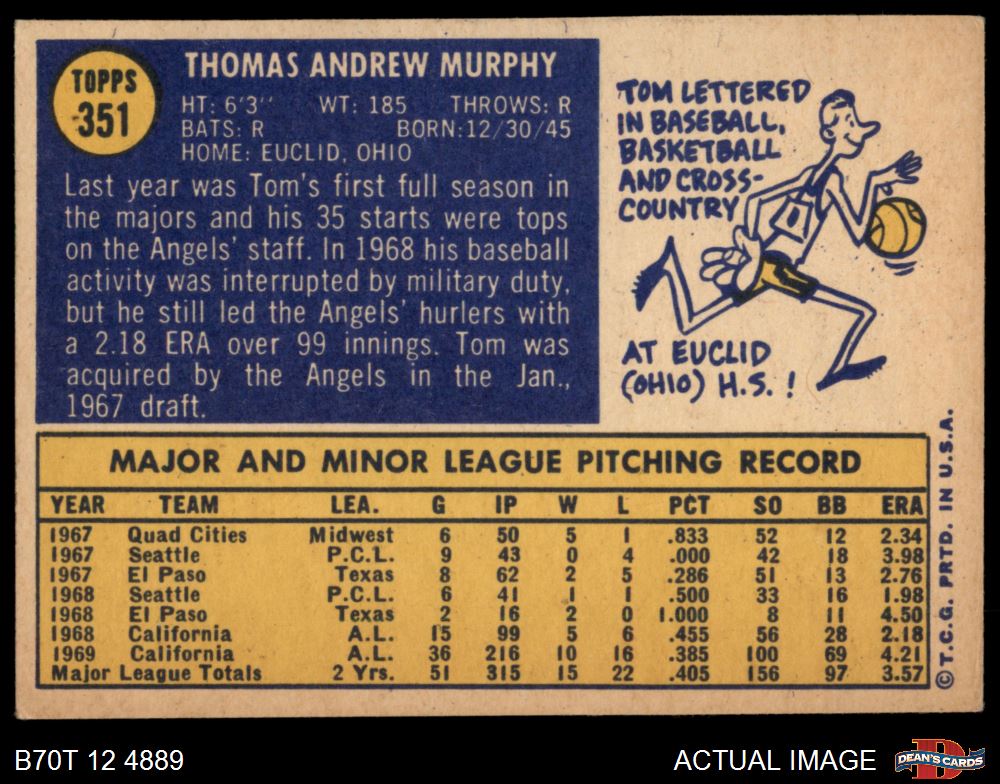 TOPPS
351
THOMAS ANDREW MURPHY
HT: 6'3'' WT: 185 THROWS: R
BATS: R BORN:12/30/45
HOME: EUCLID, OHIO
Last year was Tom's first full season in
the majors and his 35 starts were tops
on the Angels' staff. In 1968 his baseball
activity was interrupted by military duty,
but he still led the Angels' hurlers with
a 2.18 ERA over 99 innings. Tom was
acquired by the Angels in the Jan.,
1967 draft.
TOM LETTERED
IN BASEBALL,
BASKETBALL
AND CROSS-
COUNTRY
AT EUCLID
(OHIO) H.S. !
MAJOR AND MINOR LEAGUE PITCHING RECORD
YEAR TEAM LEA. G IP W L PCT SO BB ERA
1967 Quad Cities Midwest 6 50 5 1 .833 52 12 2.34
1967 Seattle P.C.L. 9 43 0 4 .000 42 18 3.98
1967 El Paso Texas 8 62 2 5 .286 51 13 2.76
1968 Seattle P.C.L. 6 41 1 1 .500 33 16 1.98
1968 El Paso Texas 2 16 2 0 1.000 8 11 4.50
1968 California A.L. 15 99 5 6 .455 56 28 2.18
1969 California A.L. 36 216 10 16 .385 100 69 4.21
Major League Totals 2 Yrs. 51 315 15 22 .405 156 97 3.57
©T.C.G. PRTD. IN U.S.A.
B70T 12 4889
ACTUAL IMAGE
D
DEAN'S CARDS